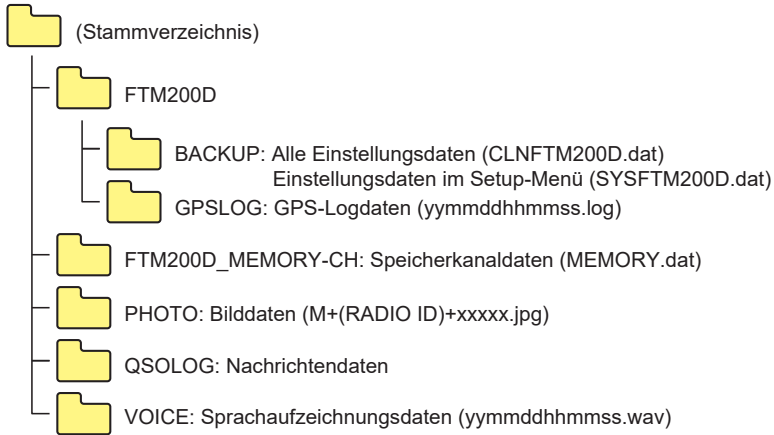 (Stammverzeichnis)
FTM200D
BACKUP: Alle Einstellungsdaten (CLNFTM200D.dat)
Einstellungsdaten im Setup-Menü (SYSFTM200D.dat)
GPSLOG: GPS-Logdaten (yymmddhhmmss.log)
FTM200D_MEMORY-CH: Speicherkanaldaten (MEMORY.dat)
PHOTO: Bilddaten (M+(RADIO ID)+xxxxx.jpg)
QSOLOG: Nachrichtendaten
VOICE: Sprachaufzeichnungsdaten (yymmddhhmmss.wav)